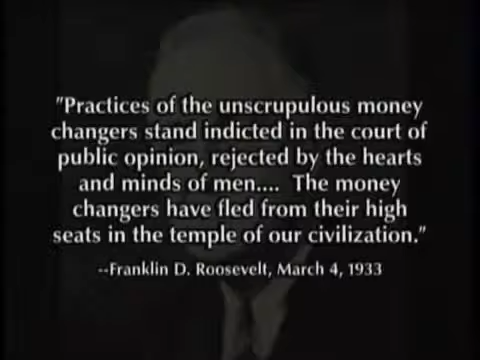 "Practices of the unscrupulous money
changers stand indicted in the court of
public opinion, rejected by the hearts
and minds of men.... The money
changers have fled from their high
seats in the temple of our civilization."
--Franklin D. Roosevelt, March 4, 1933